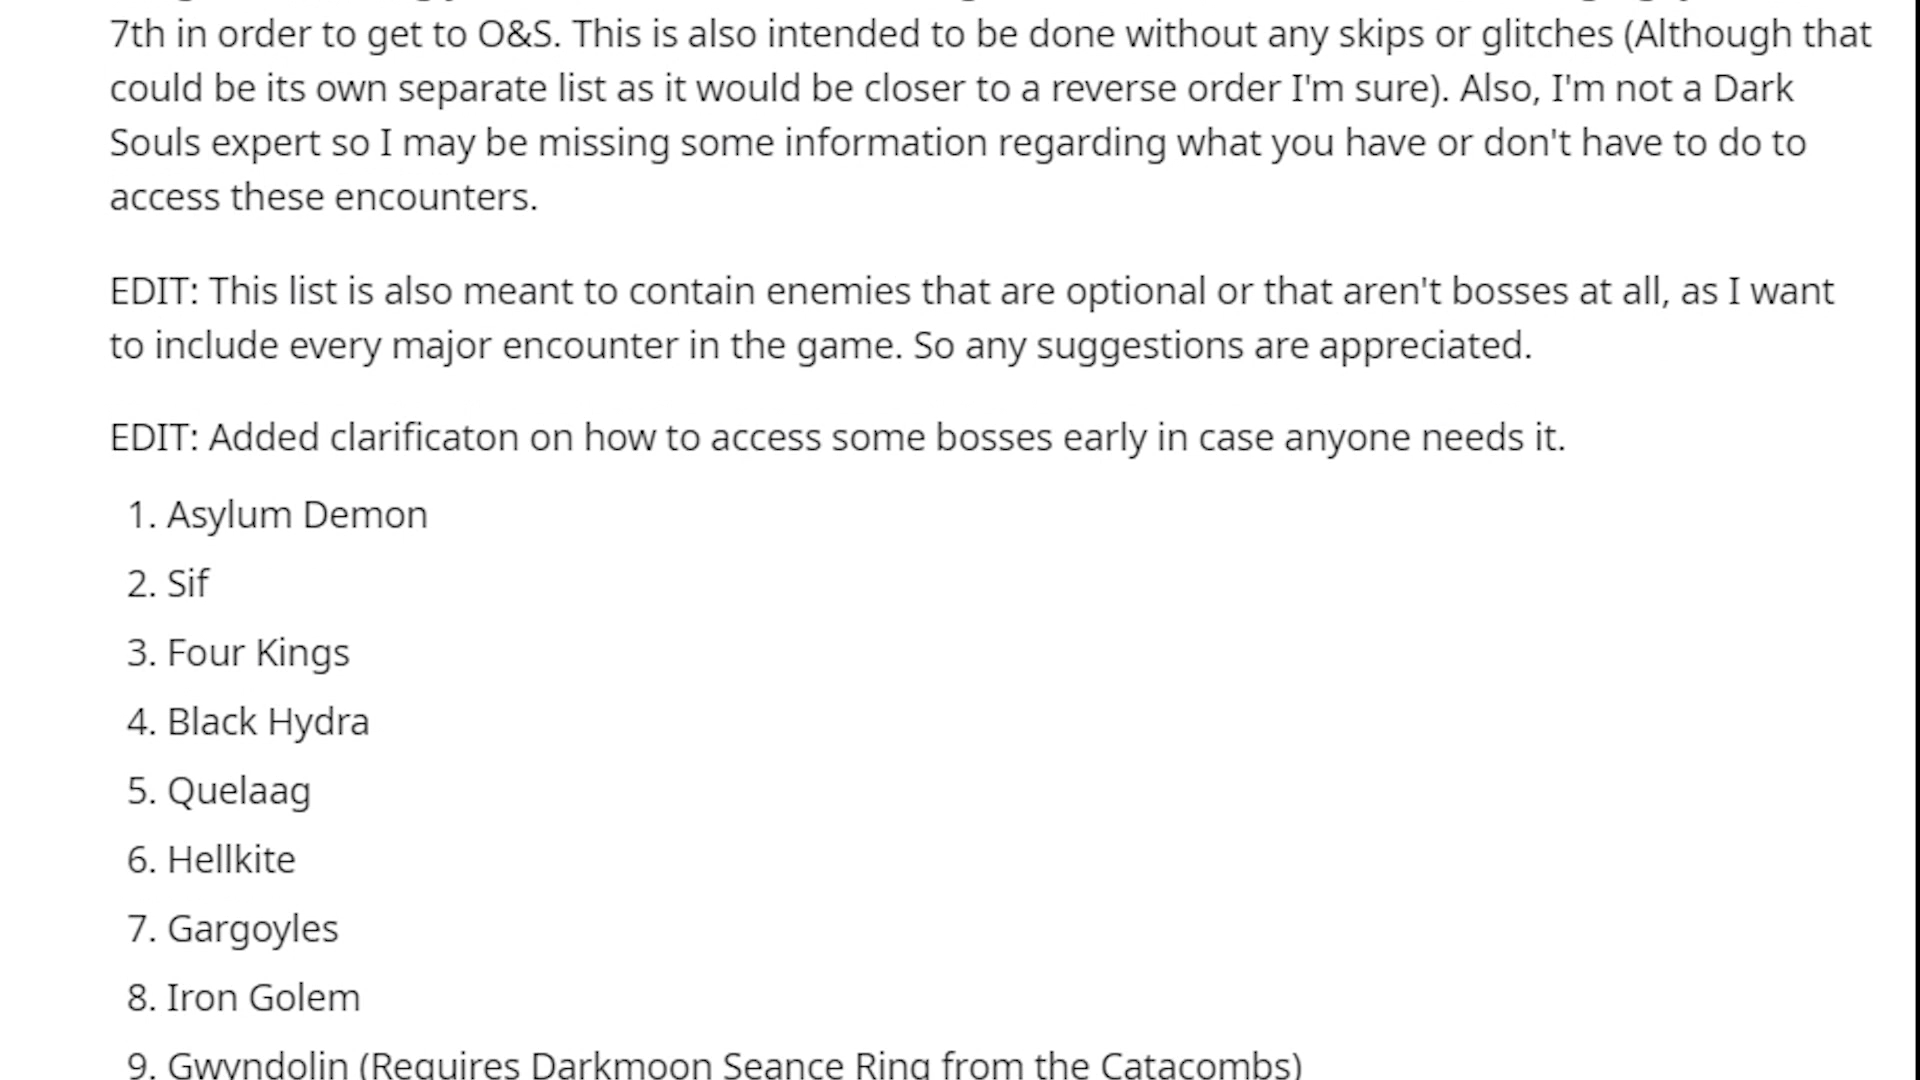 7th in order to get to O&S. This is also intended to be done without any skips or glitches (Although that
could be its own separate list as it would be closer to a reverse order I'm sure). Also, I'm not a Dark
Souls expert so I may be missing some information regarding what you have or don't have to do to
access these encounters.
EDIT: This list is also meant to contain enemies that are optional or that aren't bosses at all, as I want
to include every major encounter in the game. So any suggestions are appreciated.
EDIT: Added clarificaton on how to access some bosses early in case anyone needs it.
1. Asylum Demon
2. Sif
3. Four Kings
4. Black Hydra
5. Quelaag
6. Hellkite
7. Gargoyles
8. Iron Golem
9. Gwyndolin (Requires Darkmoon Seance Ring from the Catacombs)